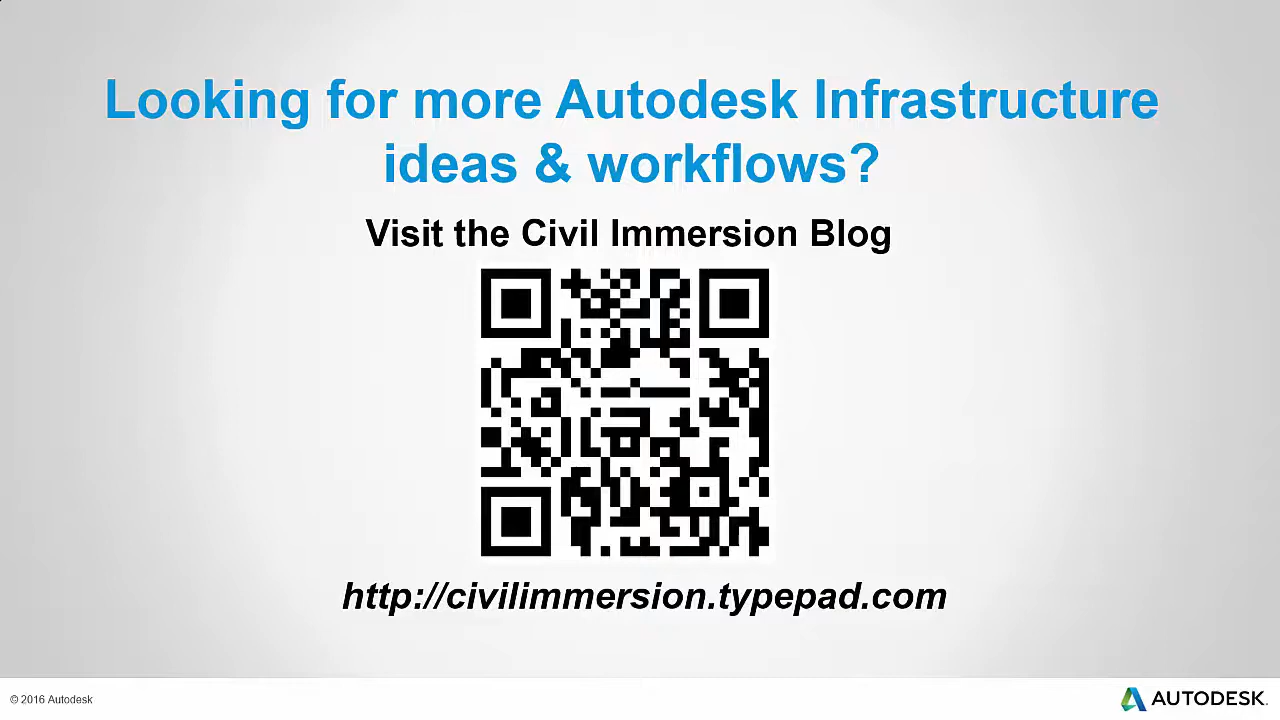 Looking for more Autodesk Infrastructure
ideas & workflows?
Visit the Civil Immersion Blog
http://civilimmersion.typepad.com
© 2016 Autodesk
AUTODESK.